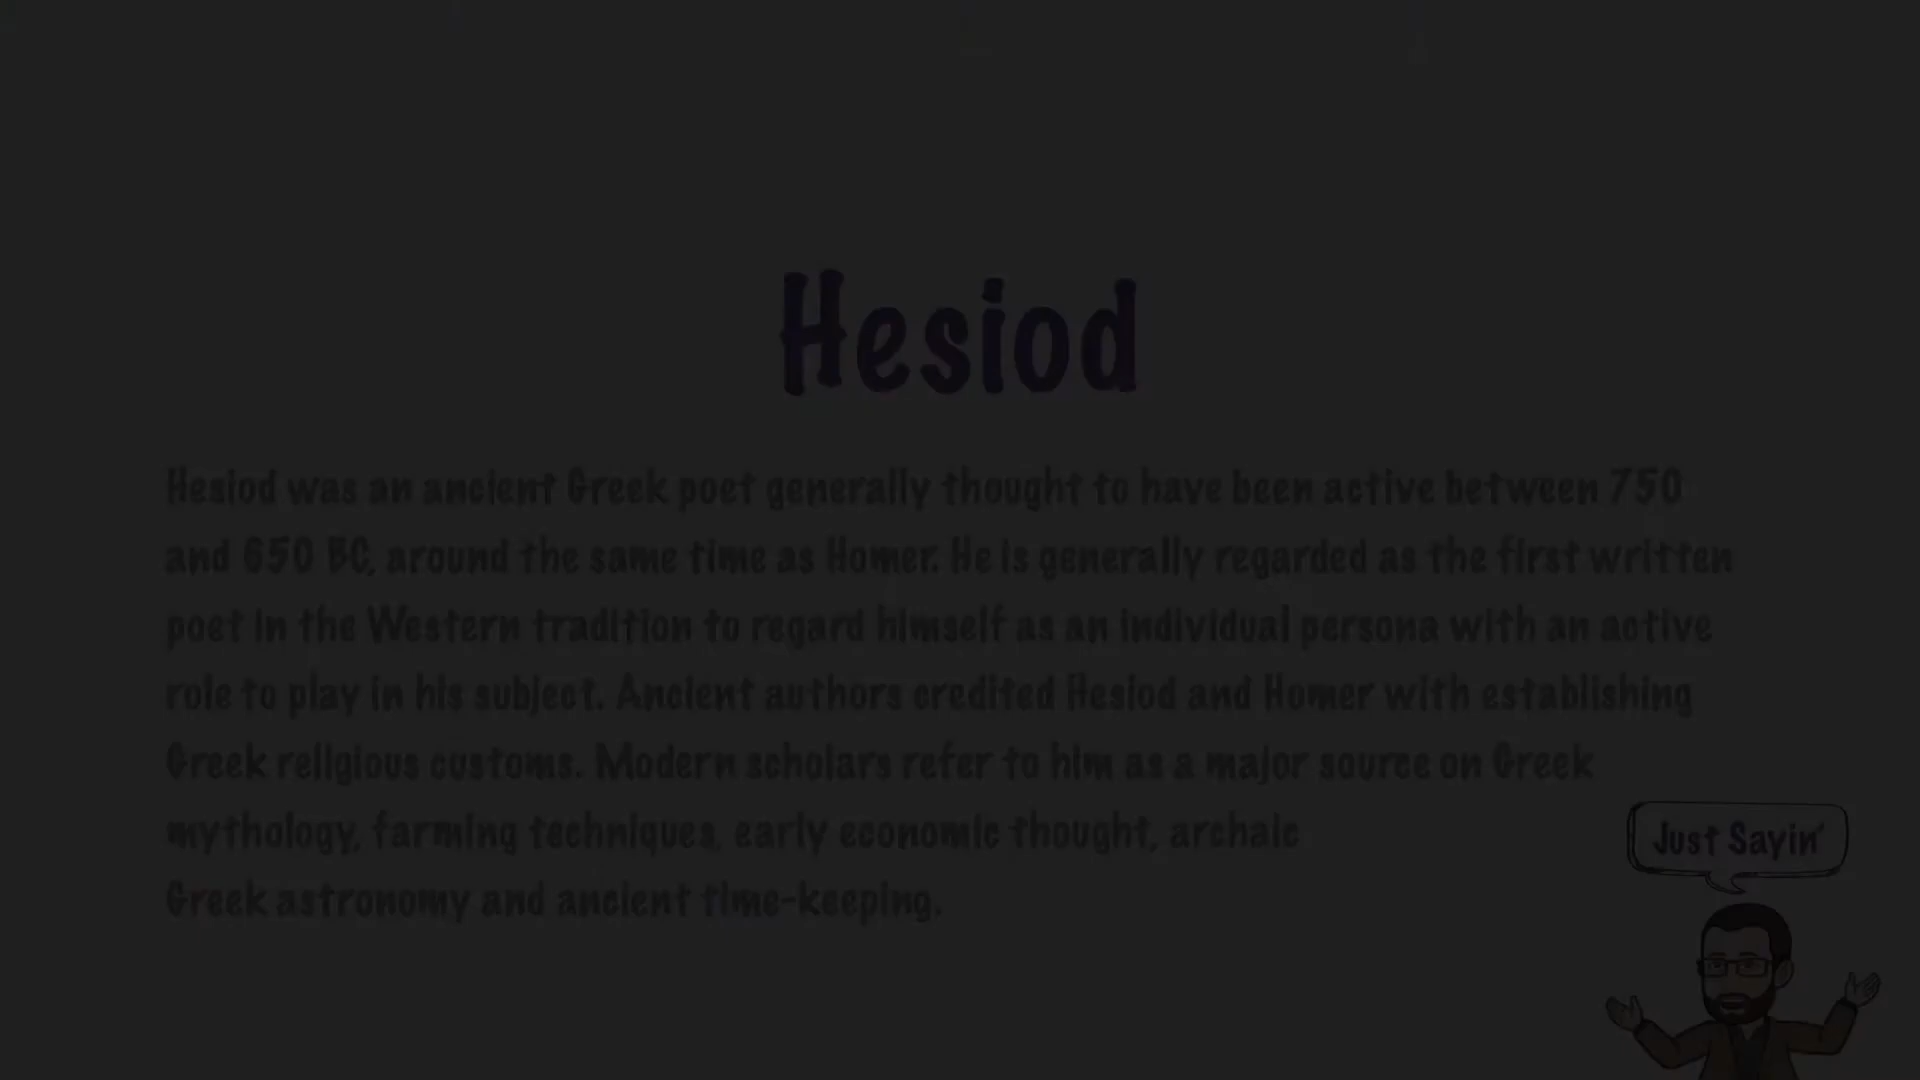 Hesiod
Hesiod was an ancient Greek poet generally thought to have been active between 750
and 650 BC, around the same time as Homer. He is generally regarded as the first written
poet in the Western tradition to regard himself as an individual persona with an active
role to play in his subject. Ancient authors credited Hesiod and Homer with establishing
Greek religious customs. Modern scholars refer to him as a major source on Greek
mythology, farming techniques, early economic thought, archaic
Greek astronomy and ancient time-keeping.
Just Sayin'